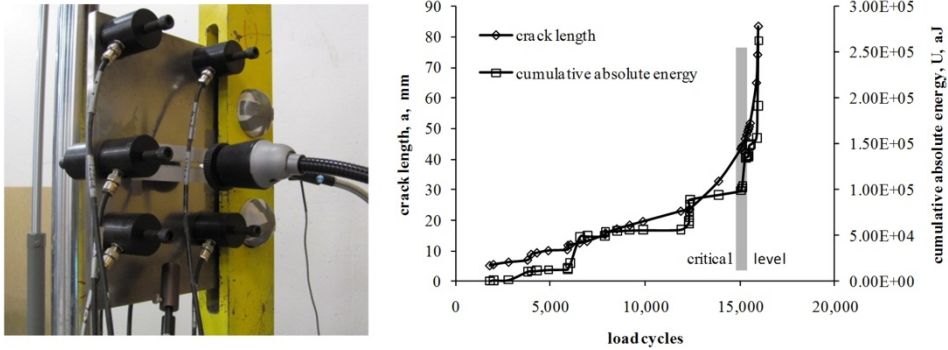 90
80
70
60
50
40
30
20
10
0
crack length, a, mm
crack length
cumulative absolute energy
critical level
0 5,000 10,000 15,000 20,000
load cycles
3.00E+05
2.50E+05
2.00E+05
1.50E+05
1.00E+05
5.00E+04
0.00E+00
cumulative absolute energy, U, aJ